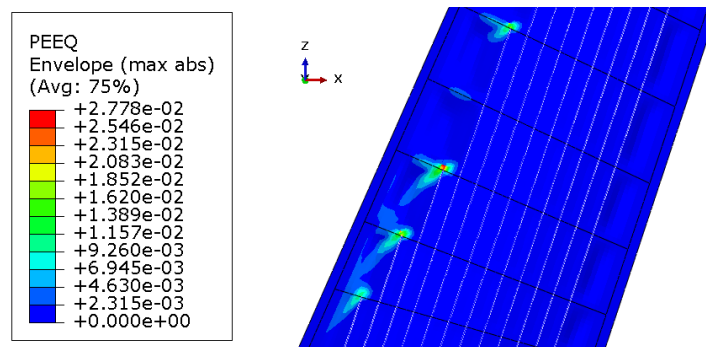 PEEQ
Envelope (max abs)
(Avg: 75%)
+2.778e-02
+2.546e-02
+2.315e-02
+2.083e-02
+1.852e-02
+1.620e-02
+1.389e-02
+1.157e-02
+9.260e-03
+6.945e-03
+4.630e-03
+2.315e-03
+0.000e+00
Z
X